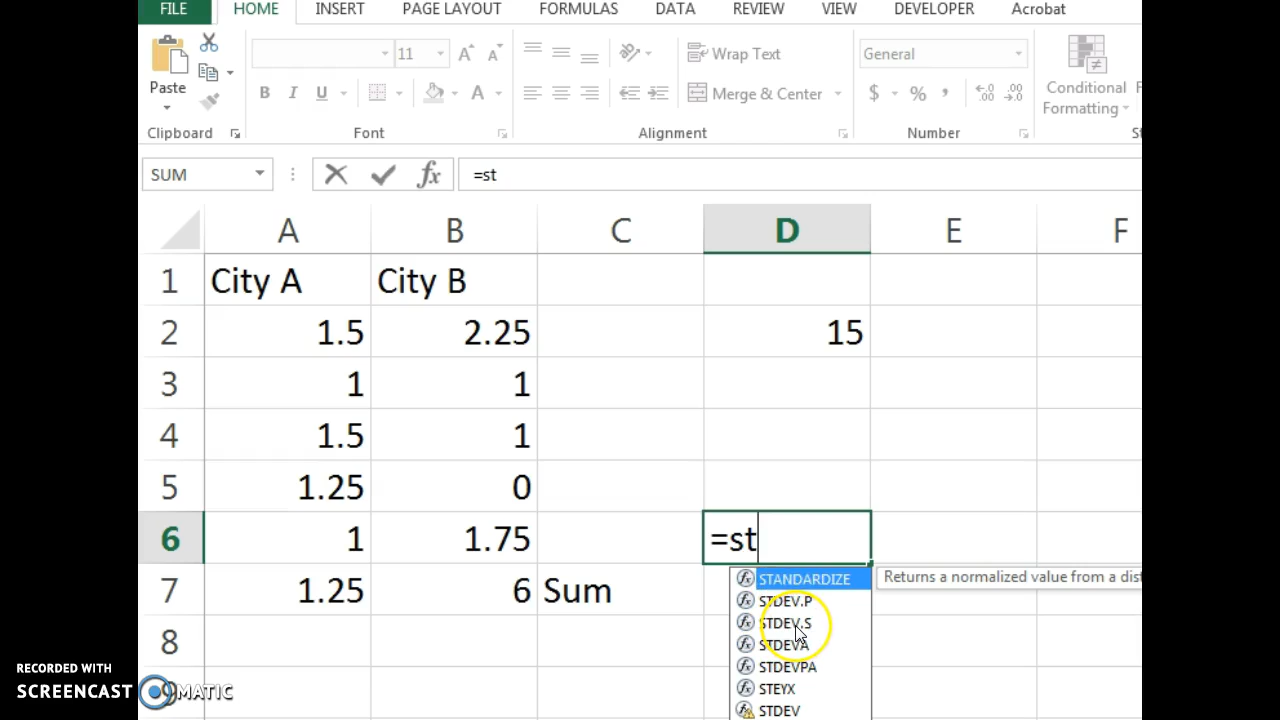 FILE HOME INSERT PAGE LAYOUT FORMULAS DATA REVIEW VIEW DEVELOPER Acrobat
11 A A Wrap Text General
Paste B I U A Merge & Center $ % , Conditional
Formatting
Clipboard Font Alignment Number
SUM fx =st
A B C D E F
1 City A City B
2 1.5 2.25 15
3 1 1
4 1.5 1
5 1.25 0
6 1 1.75 =st
7 1.25 6 Sum
STANDARDIZE Returns a normalized value from a dist
STDEV.P
STDEV.S
8 STDEVA
STDEVPA
STEYX
STDEV
9
RECORDED WITH
SCREENCAST MATIC